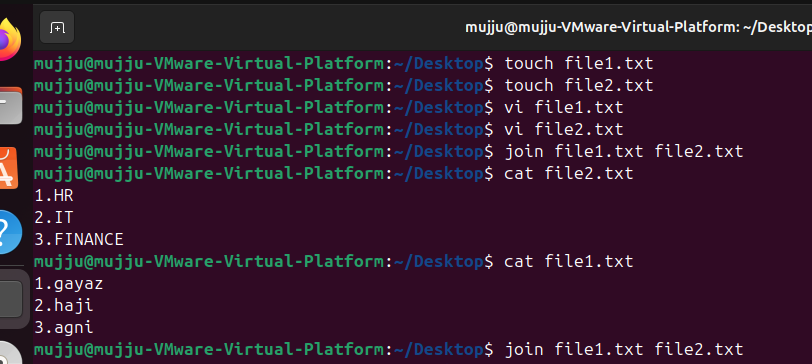 mujju@mujju-VMware-Virtual-Platform: ~/Desktop
mujju@mujju-VMware-Virtual-Platform:~/Desktop$ touch file1.txt
mujju@mujju-VMware-Virtual-Platform:~/Desktop$ touch file2.txt
mujju@mujju-VMware-Virtual-Platform:~/Desktop$ vi file1.txt
mujju@mujju-VMware-Virtual-Platform:~/Desktop$ vi file2.txt
mujju@mujju-VMware-Virtual-Platform:~/Desktop$ join file1.txt file2.txt
mujju@mujju-VMware-Virtual-Platform:~/Desktop$ cat file2.txt
1.HR
2.IT
3.FINANCE
mujju@mujju-VMware-Virtual-Platform:~/Desktop$ cat file1.txt
1.gayaz
2.haji
3.agni
mujju@mujju-VMware-Virtual-Platform:~/Desktop$ join file1.txt file2.txt